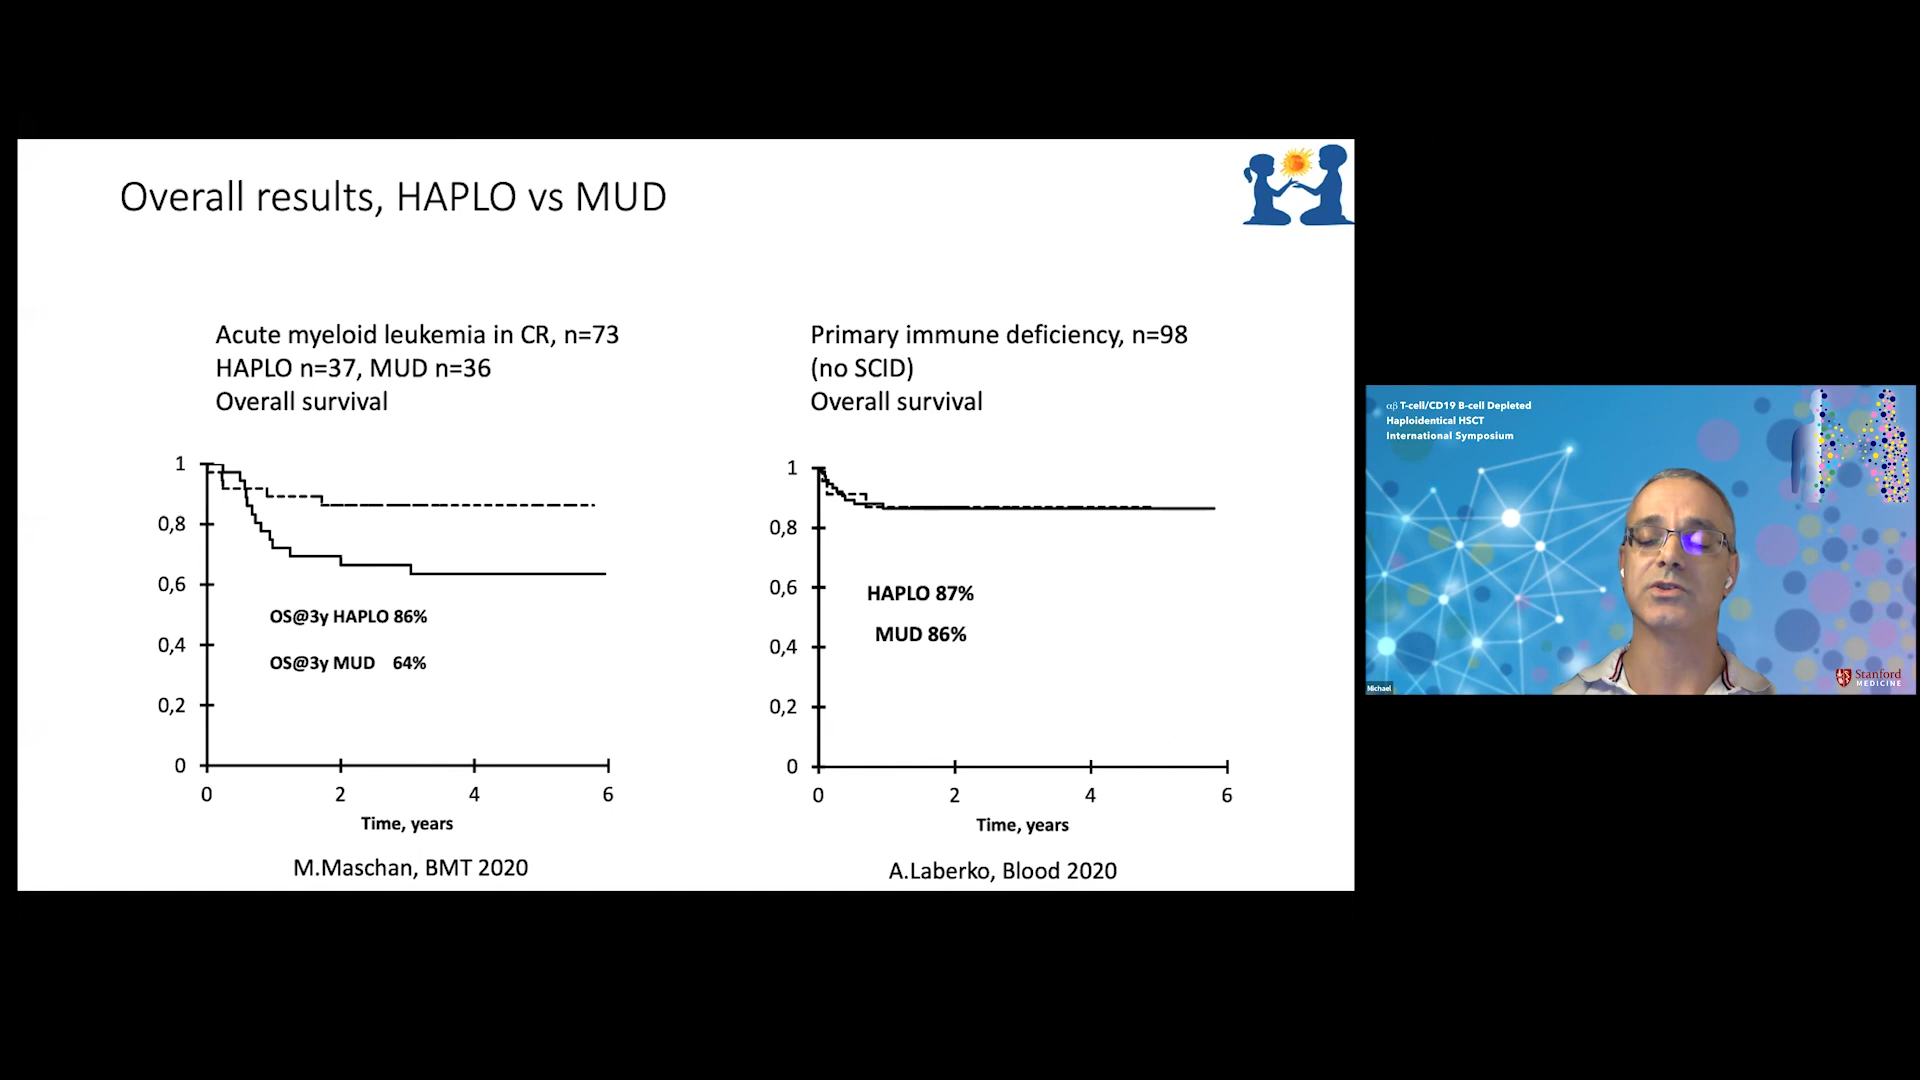 Overall results, HAPLO vs MUD
Acute myeloid leukemia in CR, n=73
HAPLO n=37, MUD n=36
Overall survival
1
0,8
0,6
0,4
0,2
0
OS@3y HAPLO 86%
OS@3y MUD 64%
0 2 4 6
Time, years
M.Maschan, BMT 2020
Primary immune deficiency, n=98
(no SCID)
Overall survival
1
0,8
0,6
0,4
0,2
0
HAPLO 87%
MUD 86%
0 2 4 6
Time, years
A.Laberko, Blood 2020
αβ T-cell/CD19 B-cell Depleted
Haploidentical HSCT
International Symposium
Michael
Stanford
MEDICINE